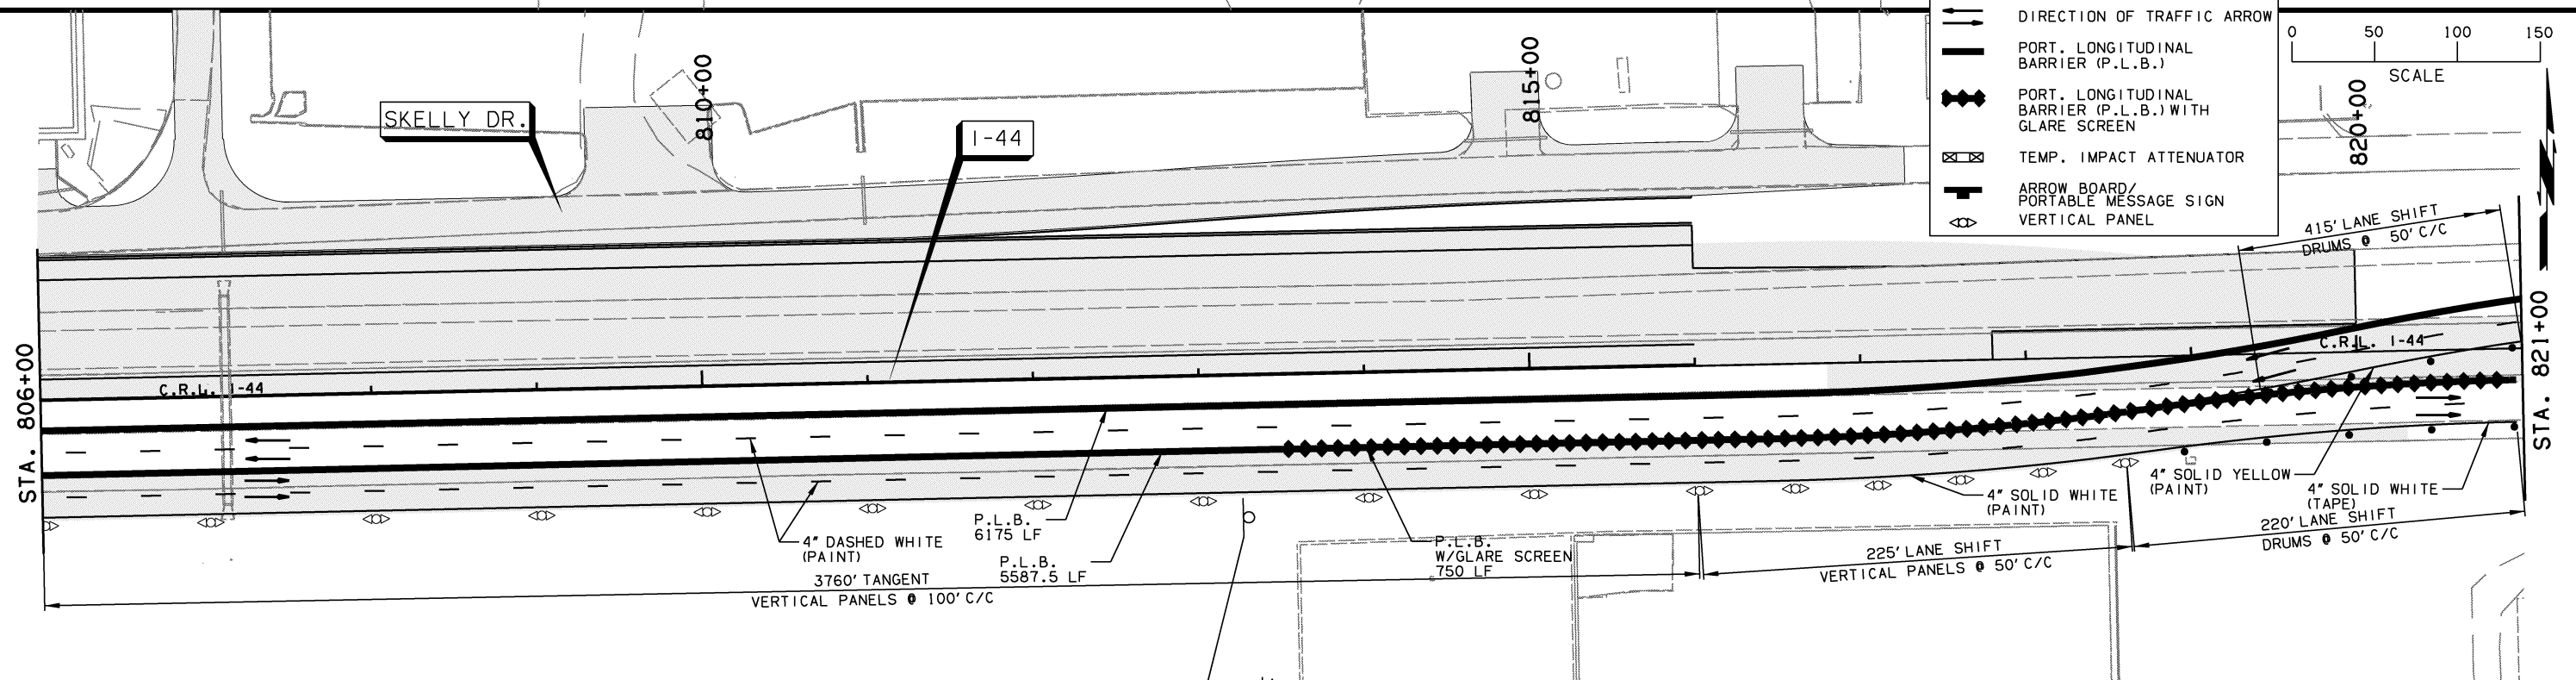 DIRECTION OF TRAFFIC ARROW
PORT. LONGITUDINAL
BARRIER (P.L.B.)
PORT. LONGITUDINAL
BARRIER (P.L.B.) WITH
GLARE SCREEN
TEMP. IMPACT ATTENUATOR
ARROW BOARD/
PORTABLE MESSAGE SIGN
VERTICAL PANEL
0 50 100 150
SCALE
SKELLY DR.
I-44
810+00
815+00
820+00
415' LANE SHIFT
DRUMS @ 50' C/C
STA. 806+00
C.R.L. I-44
C.R.L. I-44
STA. 821+00
4" DASHED WHITE
(PAINT)
P.L.B.
6175 LF
P.L.B.
5587.5 LF
P.L.B.
W/GLARE SCREEN
750 LF
4" SOLID WHITE
(PAINT)
4" SOLID YELLOW
(PAINT)
4" SOLID WHITE
(TAPE)
3760' TANGENT
VERTICAL PANELS @ 100' C/C
225' LANE SHIFT
VERTICAL PANELS @ 50' C/C
220' LANE SHIFT
DRUMS @ 50' C/C